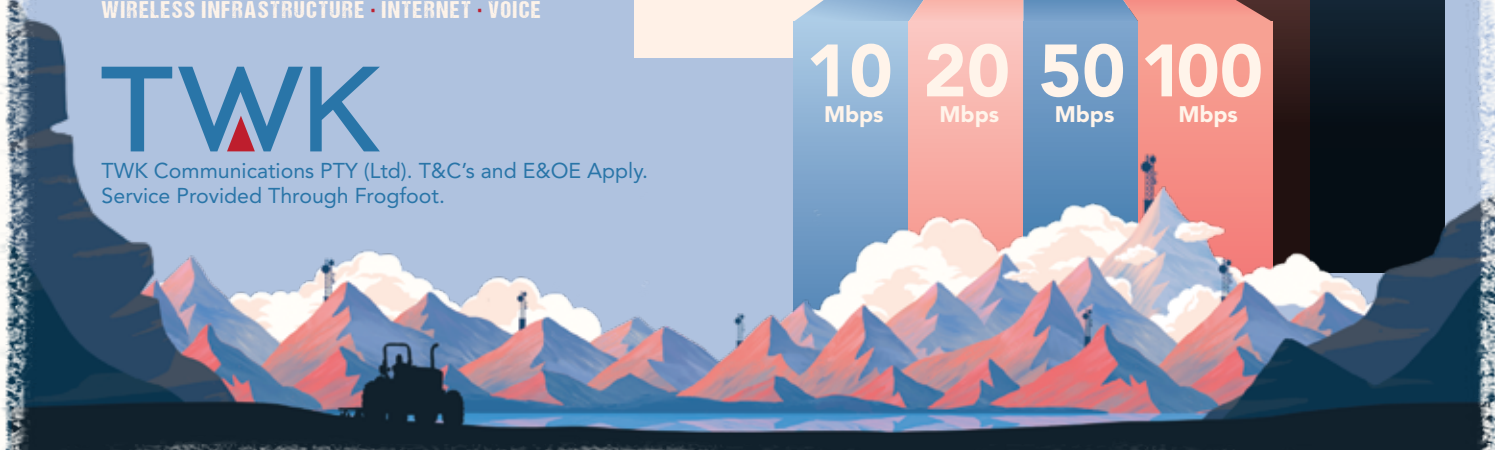 WIRELESS INFRASTRUCTURE · INTERNET · VOICE
TWK
TWK Communications PTY (Ltd). T&C's and E&OE Apply.
Service Provided Through Frogfoot.
10 20 50 100
Mbps Mbps Mbps Mbps